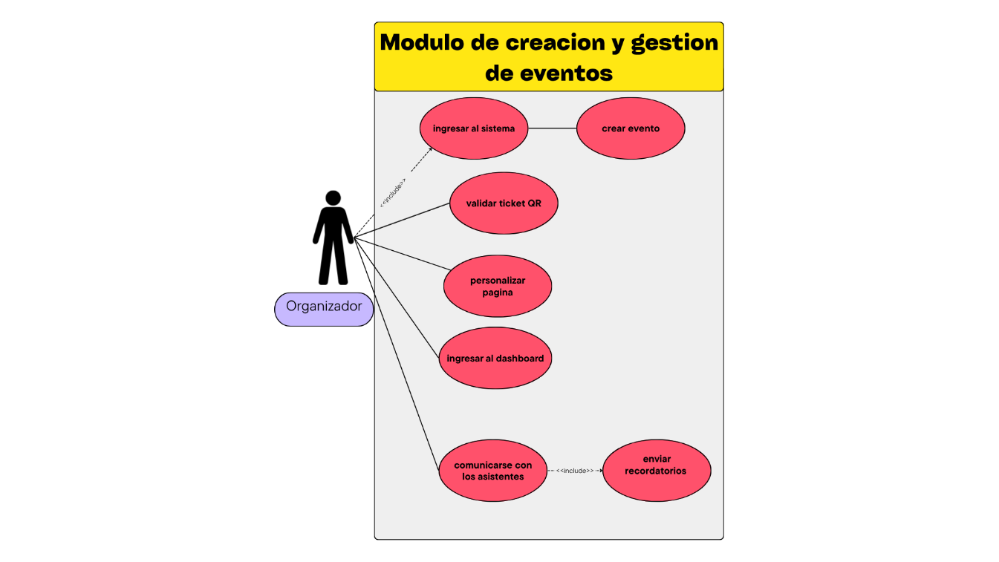 Modulo de creacion y gestion
de eventos
ingresar al sistema
crear evento
<<include>>
validar ticket QR
personalizar
pagina
Organizador
ingresar al dashboard
comunicarse con
los asistentes
<<include>>
enviar
recordatorios